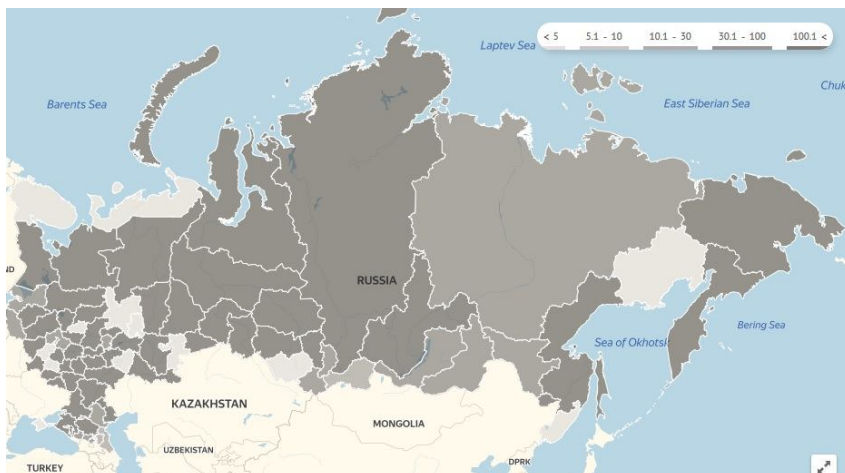 Laptev Sea
< 5 5.1 - 10 10.1 - 30 30.1 - 100 100.1 <
Barents Sea
East Siberian Sea
Chuk
ND
RUSSIA
Sea of Okhotsk
Bering Sea
KAZAKHSTAN
MONGOLIA
UZBEKISTAN
DPRK
TURKEY